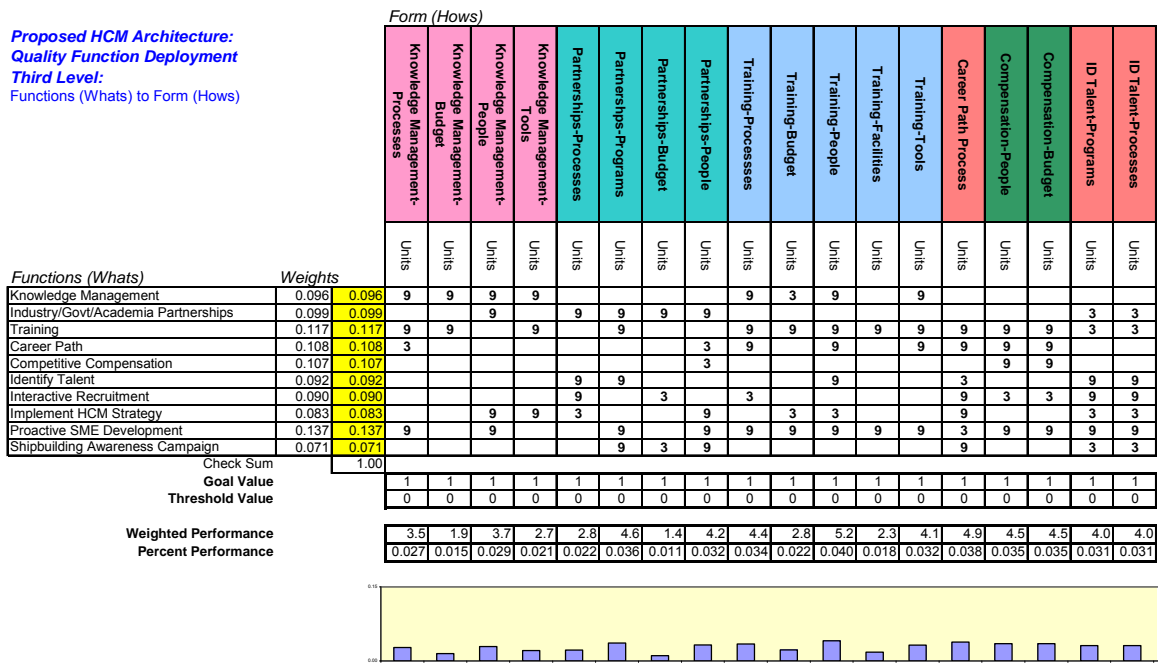 Form (Hows)
Proposed HCM Architecture:
Quality Function Deployment
Third Level:
Functions (Whats) to Form (Hows)
Knowledge Management-
Processes
Knowledge Management-
Budget
Knowledge Management-
People
Knowledge Management-
Tools
Partnerships-Processes
Partnershps-Programs
Partnerships-Budget
Partnerships-People
Training-Processes
Training-Budget
Training-People
Training-Facilities
Training-Tools
Career Path Process
Compensation-People
Compensation-Budget
ID Talent-Programs
ID Talent-Processes
Units Units Units Units Units Units Units Units Units Units Units Units Units Units Units Units Units Units
Functions (Whats) Weights
Knowledge Management 0.096 0.096 9 9 9 9 9 3 9 9
Industry/Govt/Academia Partnerships 0.099 0.099 9 9 9 9 9 3 3
Training 0.117 0.117 9 9 9 9 9 9 9 9 9 9 9 9 3 3
Career Path 0.108 0.108 3 3 9 9 9 9 9 9
Competitive Compensation 0.107 0.107 3 9 9
Identify Talent 0.092 0.092 9 9 9 3 9 9
Interactive Recruitment 0.090 0.090 9 3 3 9 3 3 9 9
Implement HCM Strategy 0.083 0.083 9 9 3 9 3 3 9 3 3
Proactive SME Development 0.137 0.137 9 9 9 9 9 9 9 9 9 3 9 9 9 9
Shipbuilding Awareness Campaign 0.071 0.071 9 3 9 9 3 3
Check Sum 1.00
Goal Value 1 1 1 1 1 1 1 1 1 1 1 1 1 1 1 1 1 1
Threshold Value 0 0 0 0 0 0 0 0 0 0 0 0 0 0 0 0 0 0
Weighted Performance 3.5 1.9 3.7 2.7 2.8 4.6 1.4 4.2 4.4 2.8 5.2 2.3 4.1 4.9 4.5 4.5 4.0 4.0
Percent Performance 0.027 0.015 0.029 0.021 0.022 0.036 0.011 0.032 0.034 0.022 0.040 0.018 0.032 0.038 0.035 0.035 0.031 0.031
0.15
0.00